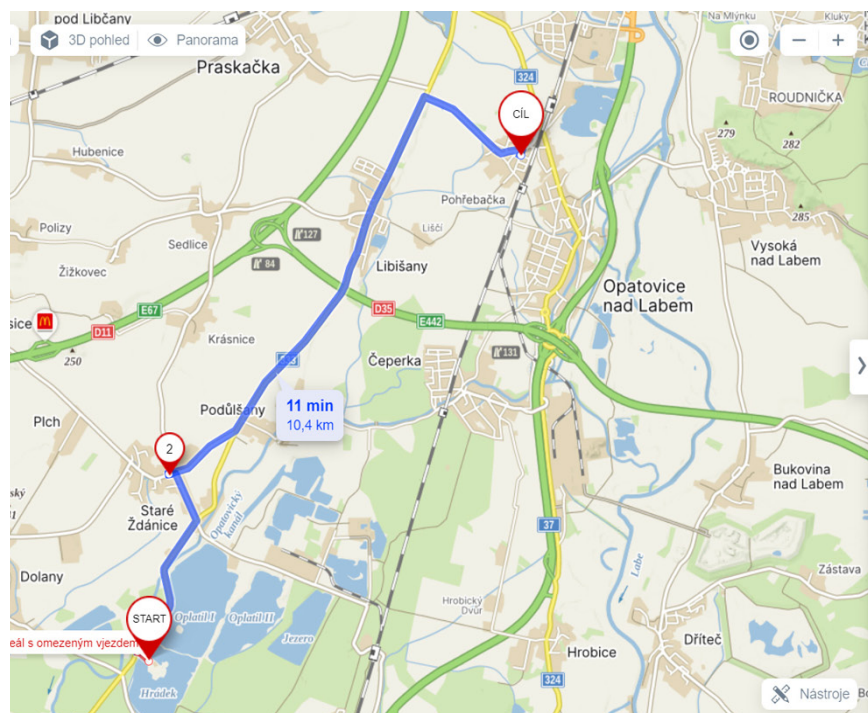 pod Libčany
3D pohled
Panorama
Praskačka
Na Mlýnku
Kluky
324
ROUDNIČKA
CÍL
279
282
Hubenice
Pohřebačka
285
Polizy
Sedlice
127
Liščí
Vysoká
nad Labem
84
Libišany
Žižkovec
Opatovice
nad Labem
E67
D35
sice
D11
E442
Krásnice
131
250
Čeperka
11 min
10,4 km
Plch
Podůlšany
2
Bukovina
nad Labem
Staré
Ždánice
Opatovický
kanál
37
Labe
Dolany
Zástava
Hrobický
Dvůr
START
Oplatil I
Oplatil II
eál s omezeným vjezdem
Jezero
Dříteč
Hrobice
Hrádek
324
Nástroje